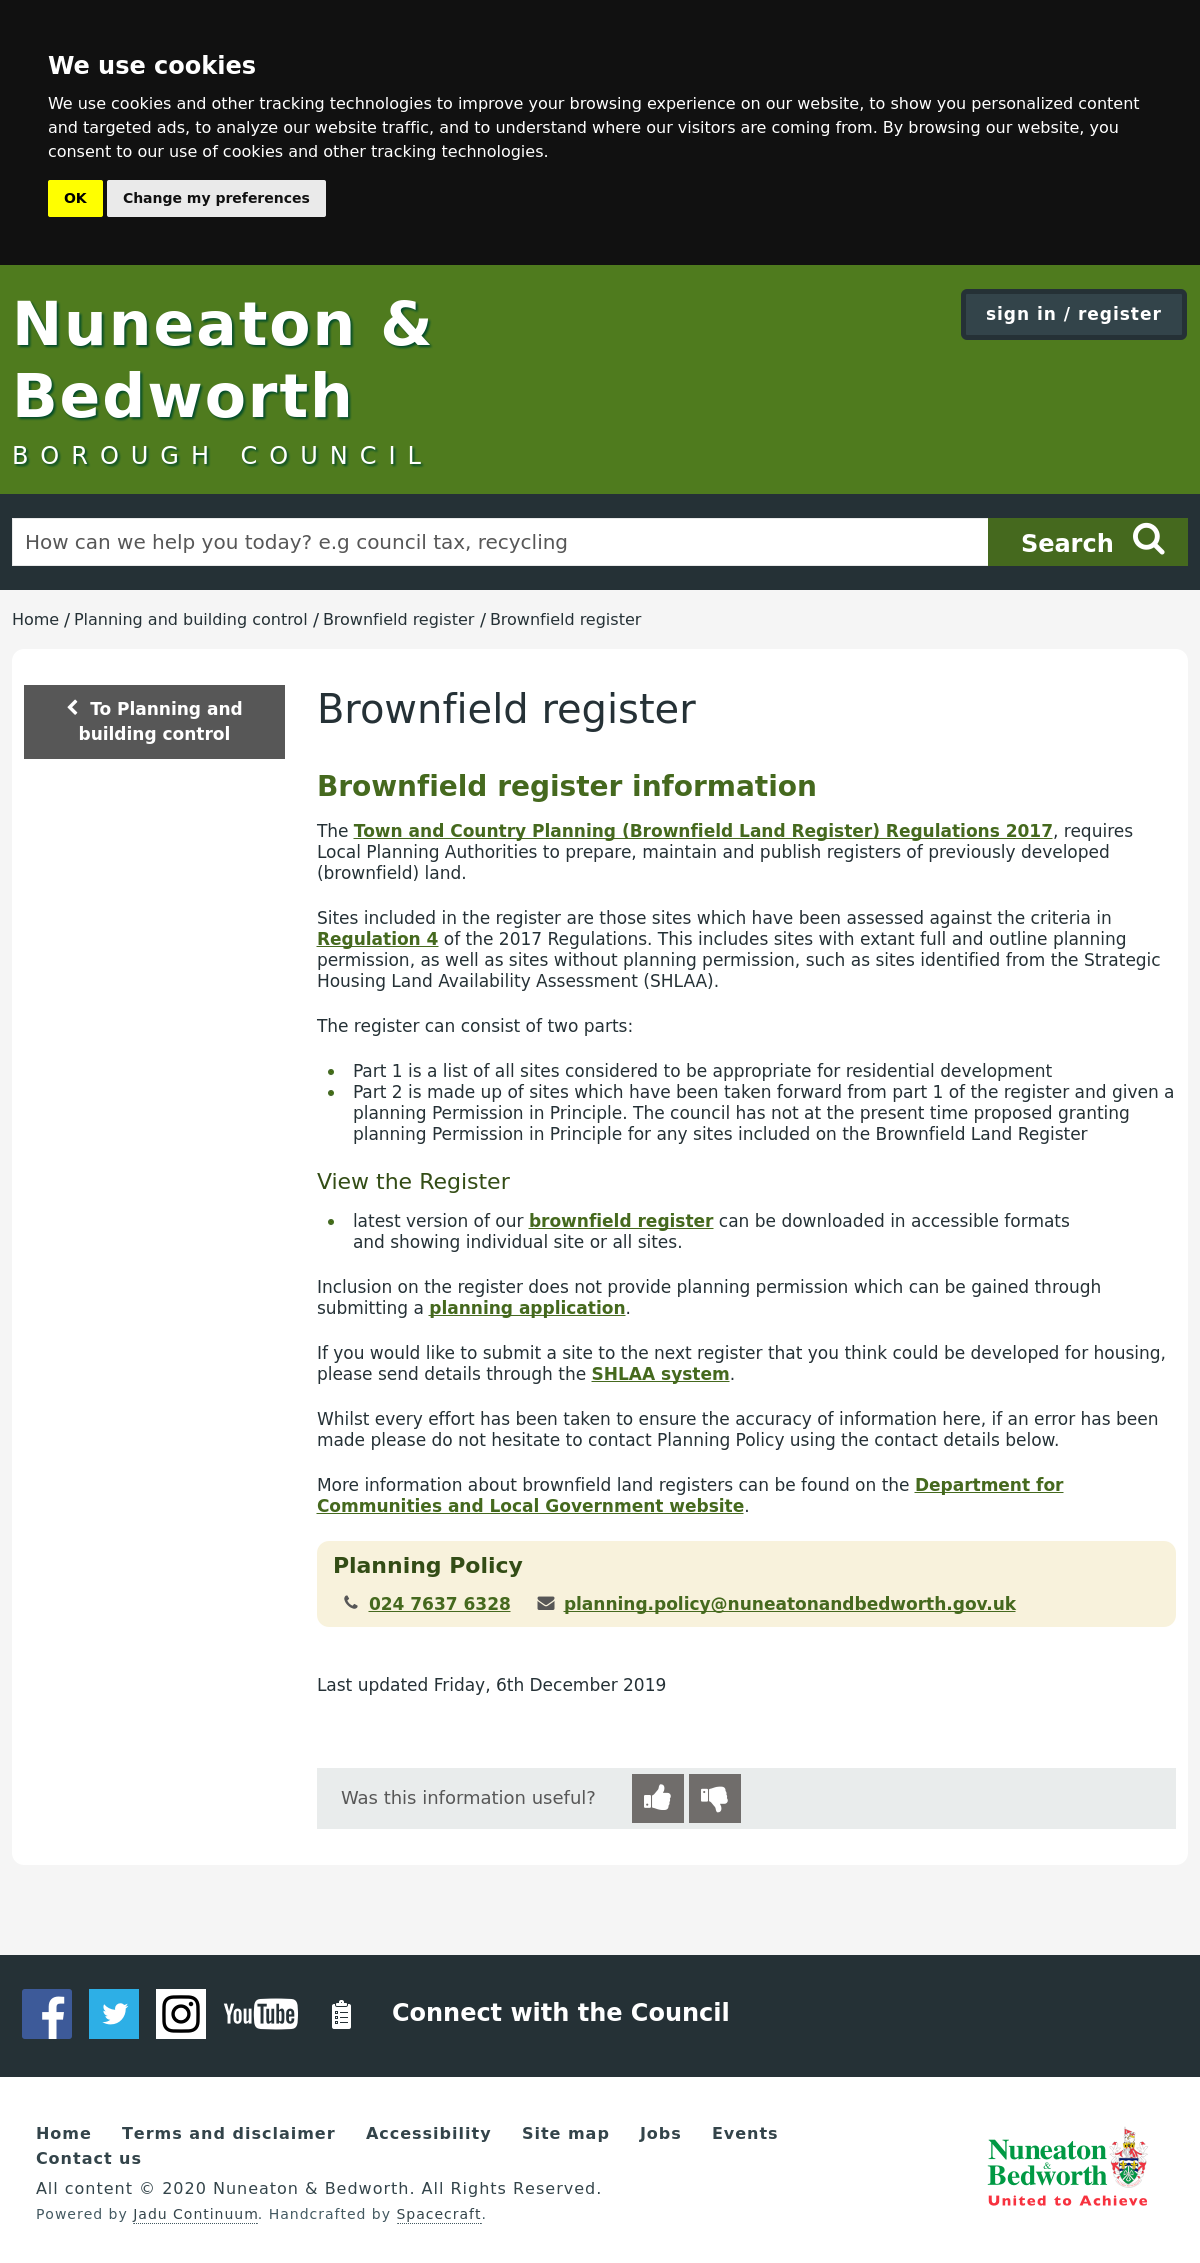 We use cookies
We use cookies and other tracking technologies to improve your browsing experience on our website, to show you personalized content
and targeted ads, to analyze our website traffic, and to understand where our visitors are coming from. By browsing our website, you
consent to our use of cookies and other tracking technologies.
OK Change my preferences
Nuneaton &
Bedworth
BOROUGH COUNCIL
sign in / register
How can we help you today? e.g council tax, recycling
Search
Home / Planning and building control / Brownfield register / Brownfield register
To Planning and
building control
Brownfield register
Brownfield register information
The Town and Country Planning (Brownfield Land Register) Regulations 2017, requires
Local Planning Authorities to prepare, maintain and publish registers of previously developed
(brownfield) land.
Sites included in the register are those sites which have been assessed against the criteria in
Regulation 4 of the 2017 Regulations. This includes sites with extant full and outline planning
permission, as well as sites without planning permission, such as sites identified from the Strategic
Housing Land Availability Assessment (SHLAA).
The register can consist of two parts:
• Part 1 is a list of all sites considered to be appropriate for residential development
• Part 2 is made up of sites which have been taken forward from part 1 of the register and given a
planning Permission in Principle. The council has not at the present time proposed granting
planning Permission in Principle for any sites included on the Brownfield Land Register
View the Register
• latest version of our brownfield register can be downloaded in accessible formats
and showing individual site or all sites.
Inclusion on the register does not provide planning permission which can be gained through
submitting a planning application.
If you would like to submit a site to the next register that you think could be developed for housing,
please send details through the SHLAA system.
Whilst every effort has been taken to ensure the accuracy of information here, if an error has been
made please do not hesitate to contact Planning Policy using the contact details below.
More information about brownfield land registers can be found on the Department for
Communities and Local Government website.
Planning Policy
024 7637 6328 planning.policy@nuneatonandbedworth.gov.uk
Last updated Friday, 6th December 2019
Was this information useful?
YouTube
Connect with the Council
Home Terms and disclaimer Accessibility Site map Jobs Events
Contact us
All content © 2020 Nuneaton & Bedworth. All Rights Reserved.
Powered by Jadu Continuum. Handcrafted by Spacecraft.
Nuneaton
&
Bedworth
United to Achieve